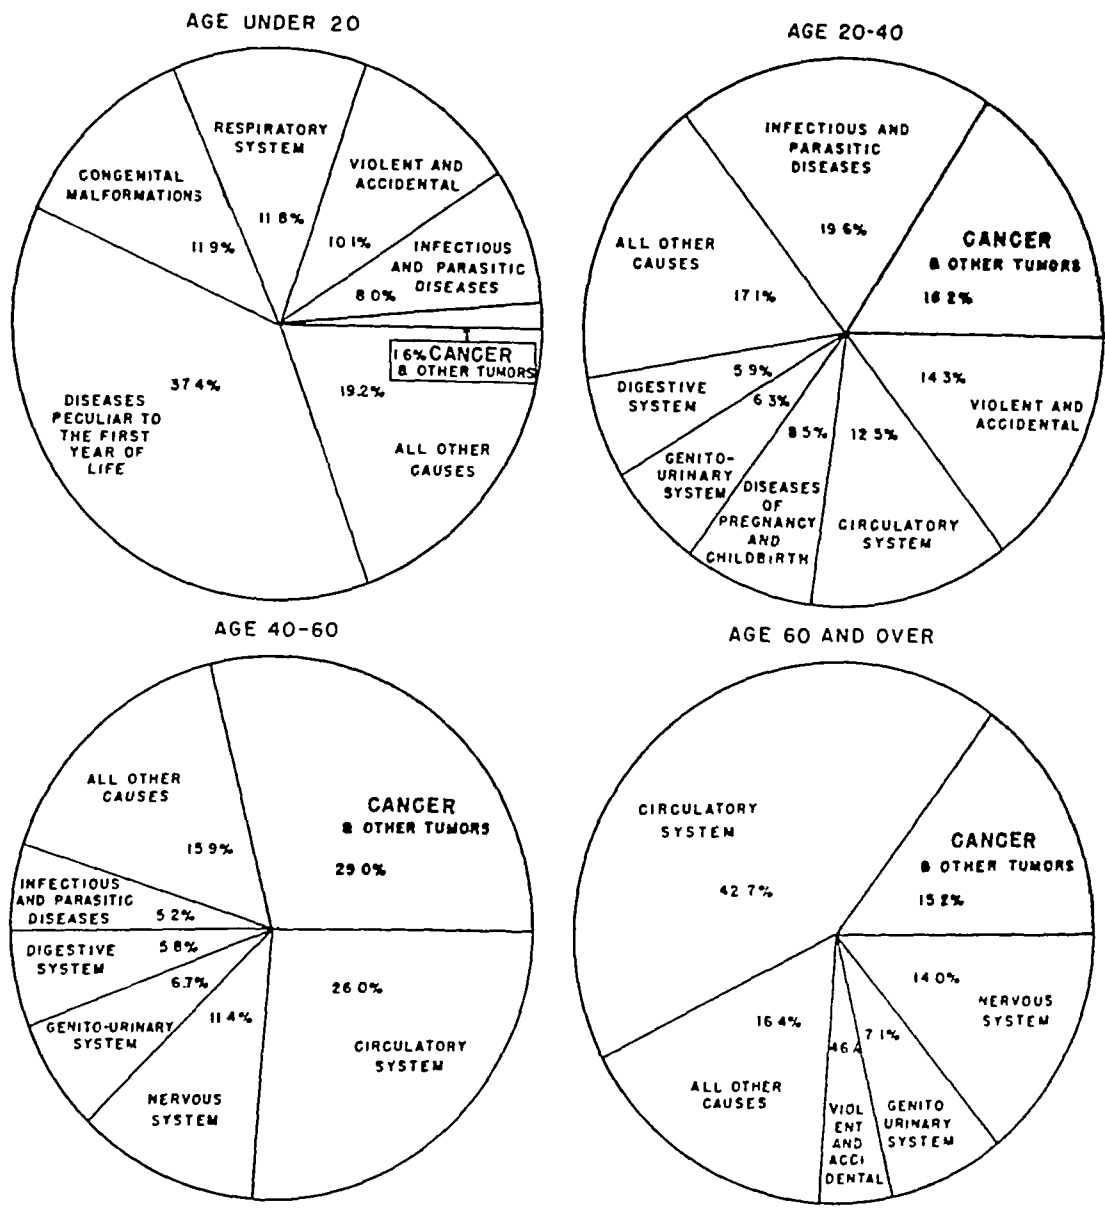 AGE UNDER 20
RESPIRATORY
SYSTEM
11.8%
VIOLENT AND
ACCIDENTAL
10.1%
INFECTIOUS
AND PARASITIC
DISEASES
8.0%
1.6% CANCER
& OTHER TUMORS
19.2%
ALL OTHER
CAUSES
37.4%
DISEASES
PECULIAR TO
THE FIRST
YEAR OF
LIFE
CONGENITAL
MALFORMATIONS
11.9%
AGE 20-40
INFECTIOUS AND
PARASITIC
DISEASES
19.6%
CANCER
& OTHER TUMORS
16.2%
14.3%
VIOLENT AND
ACCIDENTAL
12.5%
CIRCULATORY
SYSTEM
8.5%
DISEASES
OF
PREGNANCY
AND
CHILDBIRTH
6.3%
GENITO-
URINARY
SYSTEM
5.9%
DIGESTIVE
SYSTEM
ALL OTHER
CAUSES
17.1%
AGE 40-60
CANCER
& OTHER TUMORS
29.0%
26.0%
CIRCULATORY
SYSTEM
11.4%
NERVOUS
SYSTEM
6.7%
GENITO-URINARY
SYSTEM
5.8%
DIGESTIVE
SYSTEM
INFECTIOUS
AND PARASITIC
DISEASES
5.2%
ALL OTHER
CAUSES
15.9%
AGE 60 AND OVER
CIRCULATORY
SYSTEM
42.7%
CANCER
& OTHER TUMORS
15.2%
14.0%
NERVOUS
SYSTEM
7.1%
GENITO
URINARY
SYSTEM
VIOL
ENT
AND
ACCI
DENTAL
16.4%
ALL OTHER
CAUSES